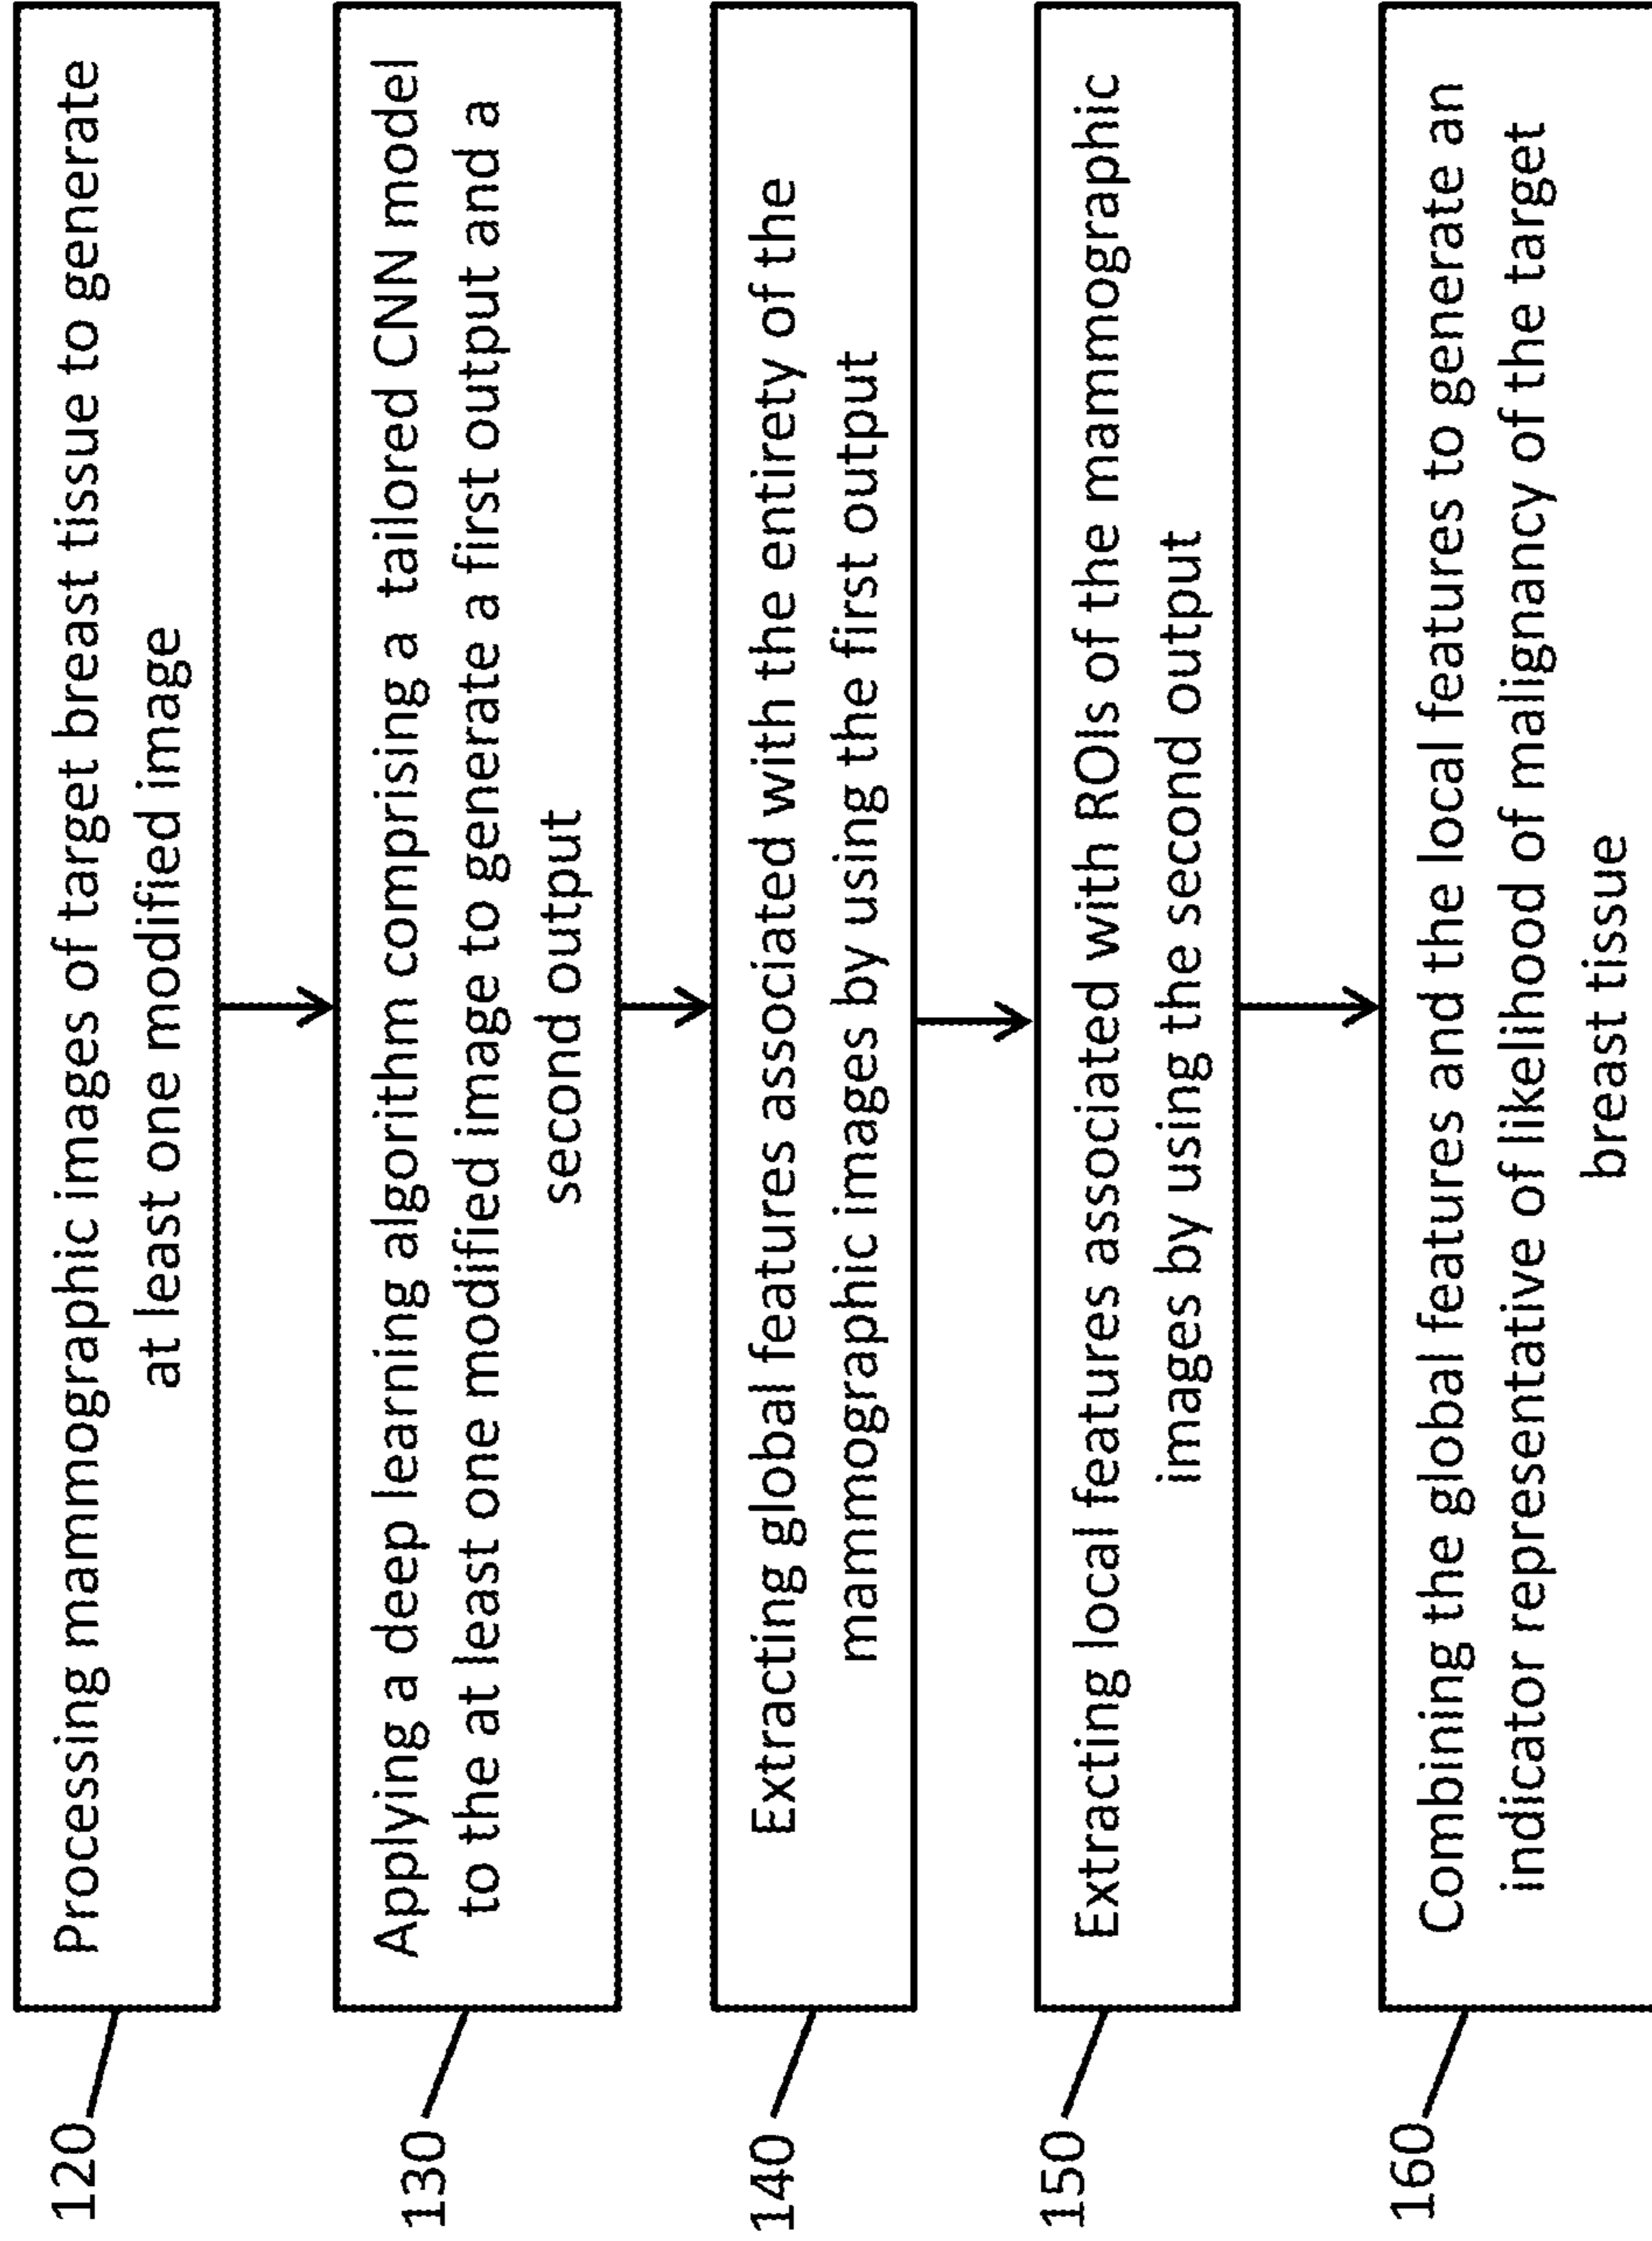 120
Processing mammographic images of target breast tissue to generate
at least one modified image
130
Applying a deep learning algorithm comprising a tailored CNN model
to the at least one modified image to generate a first output and a
second output
140
Extracting global features associated with the entirety of the
mammographic images by using the first output
150
Extracting local features associated with ROIs of the mammographic
images by using the second output
160
Combining the global features and the local features to generate an
indicator representative of likelihood of malignancy of the target
breast tissue